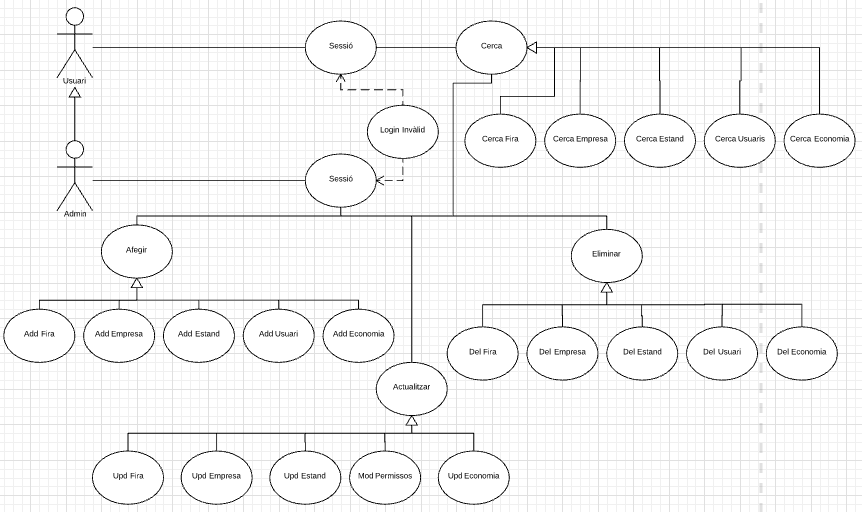 Usuari
Sessió
Cerca
Login Invàlid
Cerca Fira
Cerca Empresa
Cerca Estand
Cerca Usuaris
Cerca Economia
Admin
Sessió
Afegir
Eliminar
Add Fira
Add Empresa
Add Estand
Add Usuari
Add Economia
Del Fira
Del Empresa
Del Estand
Del Usuari
Del Economia
Actualitzar
Upd Fira
Upd Empresa
Upd Estand
Mod Permissos
Upd Economia